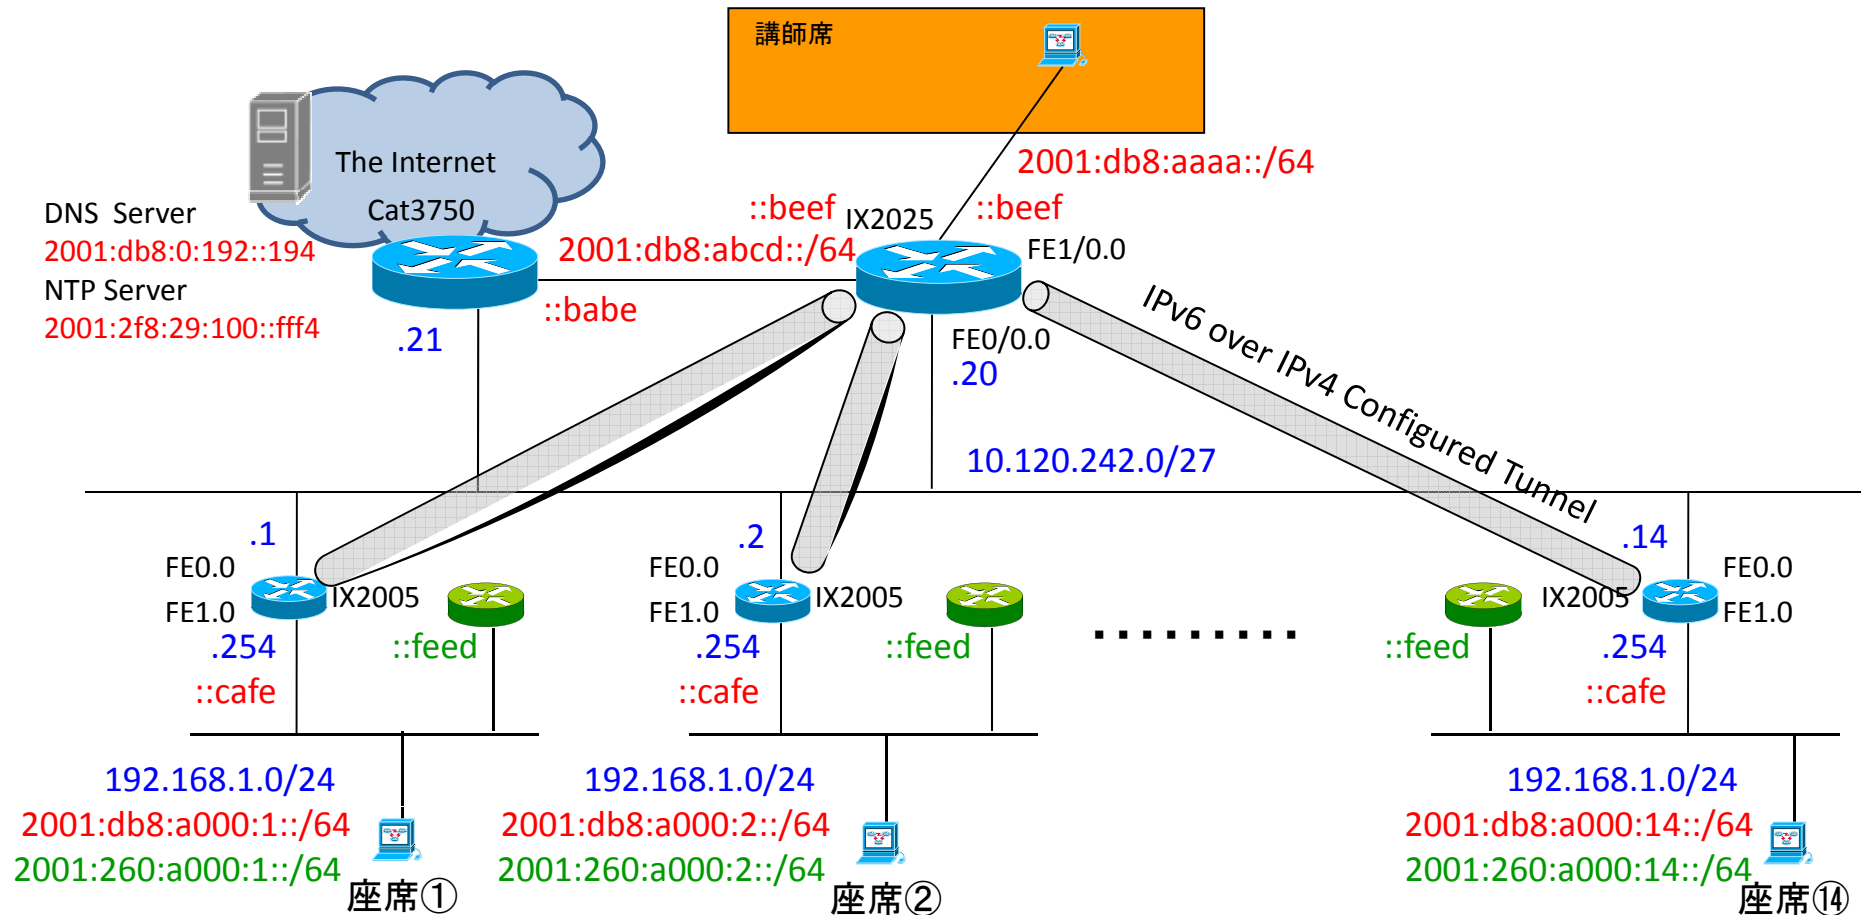 講師席
The Internet
Cat3750
DNS Server
2001:db8:0:192::194
NTP Server
2001:2f8:29:100::fff4
.21
::babe
2001:db8:abcd::/64
::beef
IX2025
::beef
2001:db8:aaaa::/64
FE1/0.0
FE0/0.0
.20
10.120.242.0/27
IPv6 over IPv4 Configured Tunnel
.1
FE0.0
FE1.0
IX2005
.254
::cafe
::feed
192.168.1.0/24
2001:db8:a000:1::/64
2001:260:a000:1::/64
座席①
.2
FE0.0
FE1.0
IX2005
.254
::cafe
::feed
192.168.1.0/24
2001:db8:a000:2::/64
2001:260:a000:2::/64
座席②
.........
.14
FE0.0
FE1.0
IX2005
.254
::cafe
::feed
192.168.1.0/24
2001:db8:a000:14::/64
2001:260:a000:14::/64
座席⑭